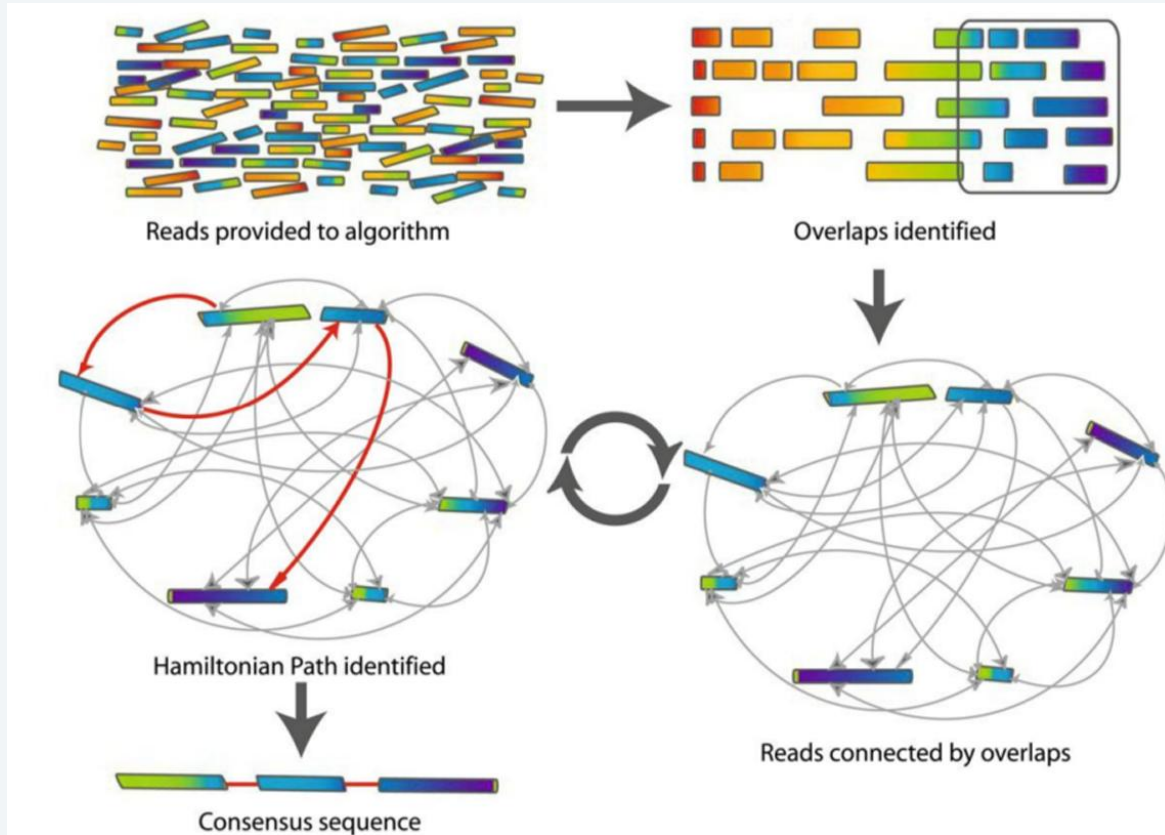 Reads provided to algorithm
Overlaps identified
Hamiltonian Path identified
Reads connected by overlaps
Consensus sequence